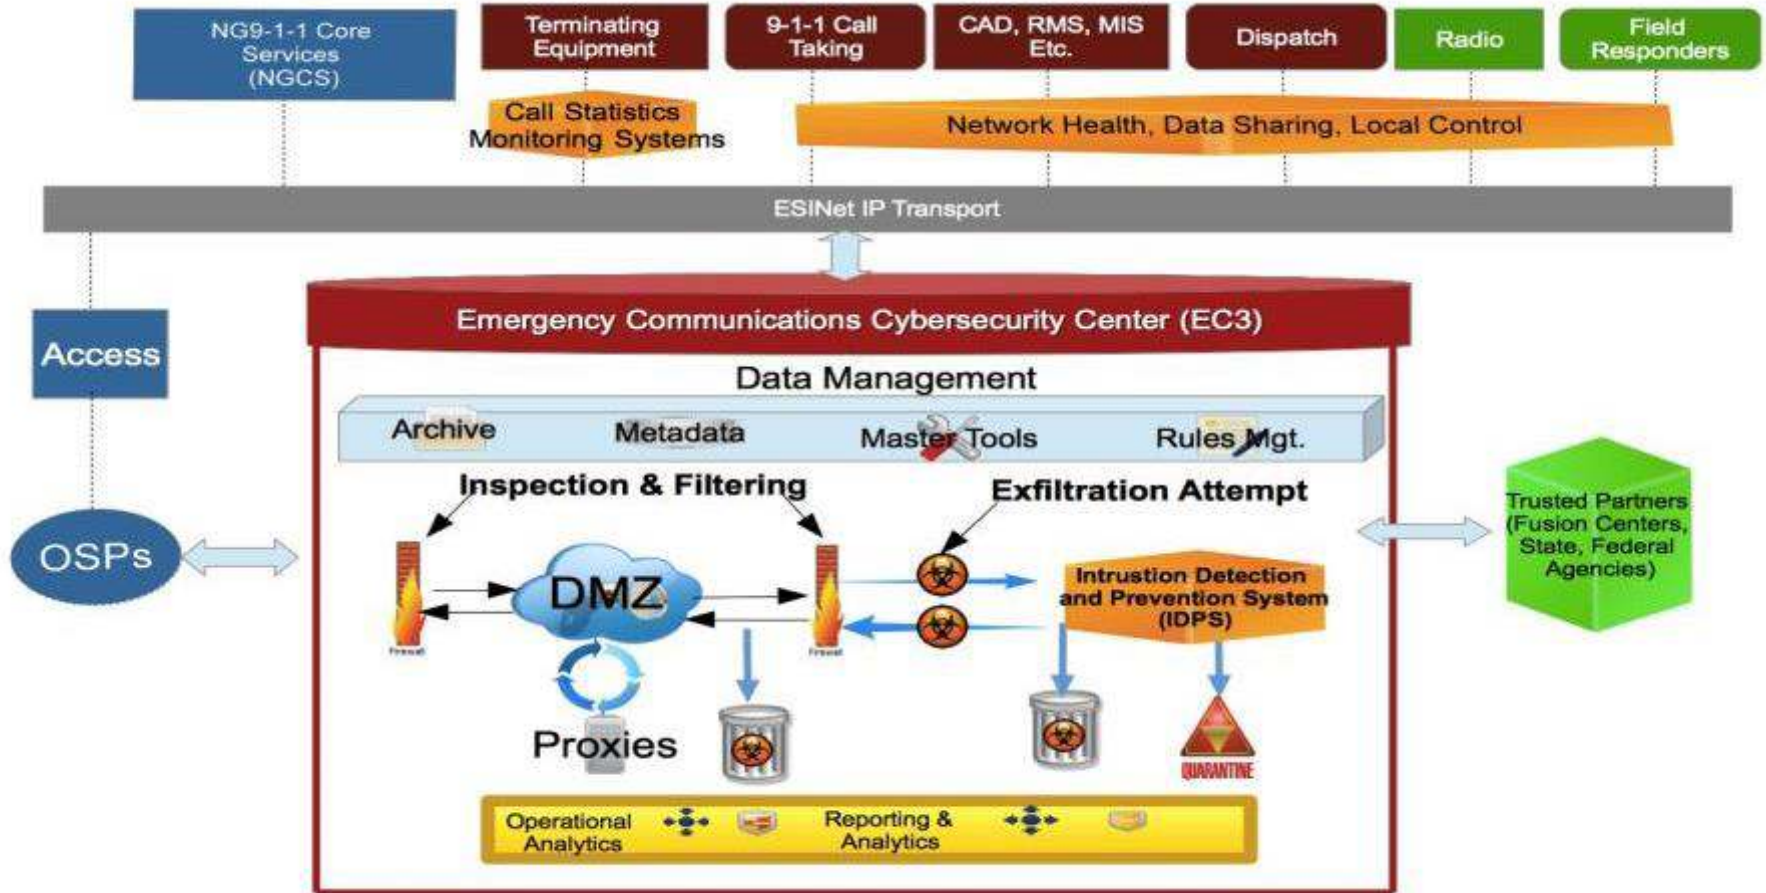 NG9-1-1 Core
Services
(NGCS)
Terminating
Equipment
9-1-1 Call
Taking
CAD, RMS, MIS
Etc.
Dispatch
Radio
Field
Responders
Call Statistics
Monitoring Systems
Network Health, Data Sharing, Local Control
ESINet IP Transport
Access
OSPs
Emergency Communications Cybersecurity Center (EC3)
Data Management
Archive
Metadata
Master Tools
Rules Mgt.
Inspection & Filtering
Exfiltration Attempt
DMZ
Firewall
Firewall
Intrustion Detection
and Prevention System
(IDPS)
Proxies
QUARANTINE
Operational
Analytics
Reporting &
Analytics
Trusted Partners
(Fusion Centers,
State, Federal
Agencies)